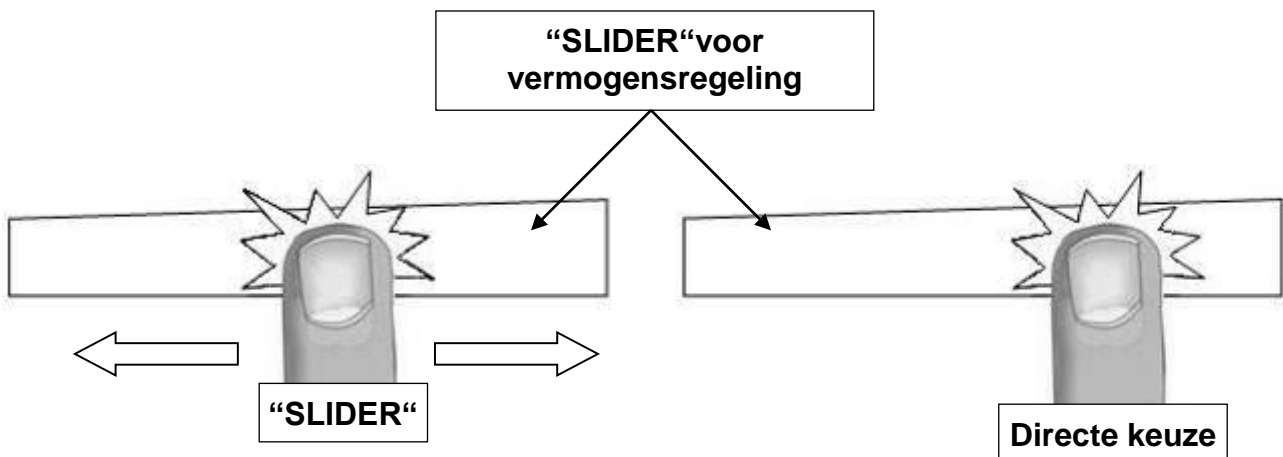 “SLIDER“voor
vermogensregeling
“SLIDER“
Directe keuze